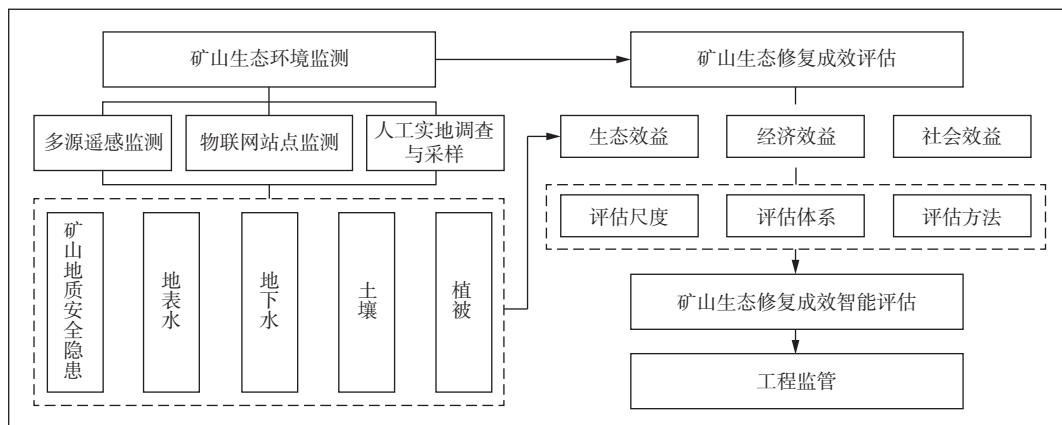 矿山生态环境监测
矿山生态修复成效评估
多源遥感监测
物联网站点监测
人工实地调查
与采样
生态效益
经济效益
社会效益
矿山地质安全隐患
地表水
地下水
土壤
植被
评估尺度
评估体系
评估方法
矿山生态修复成效智能评估
工程监管